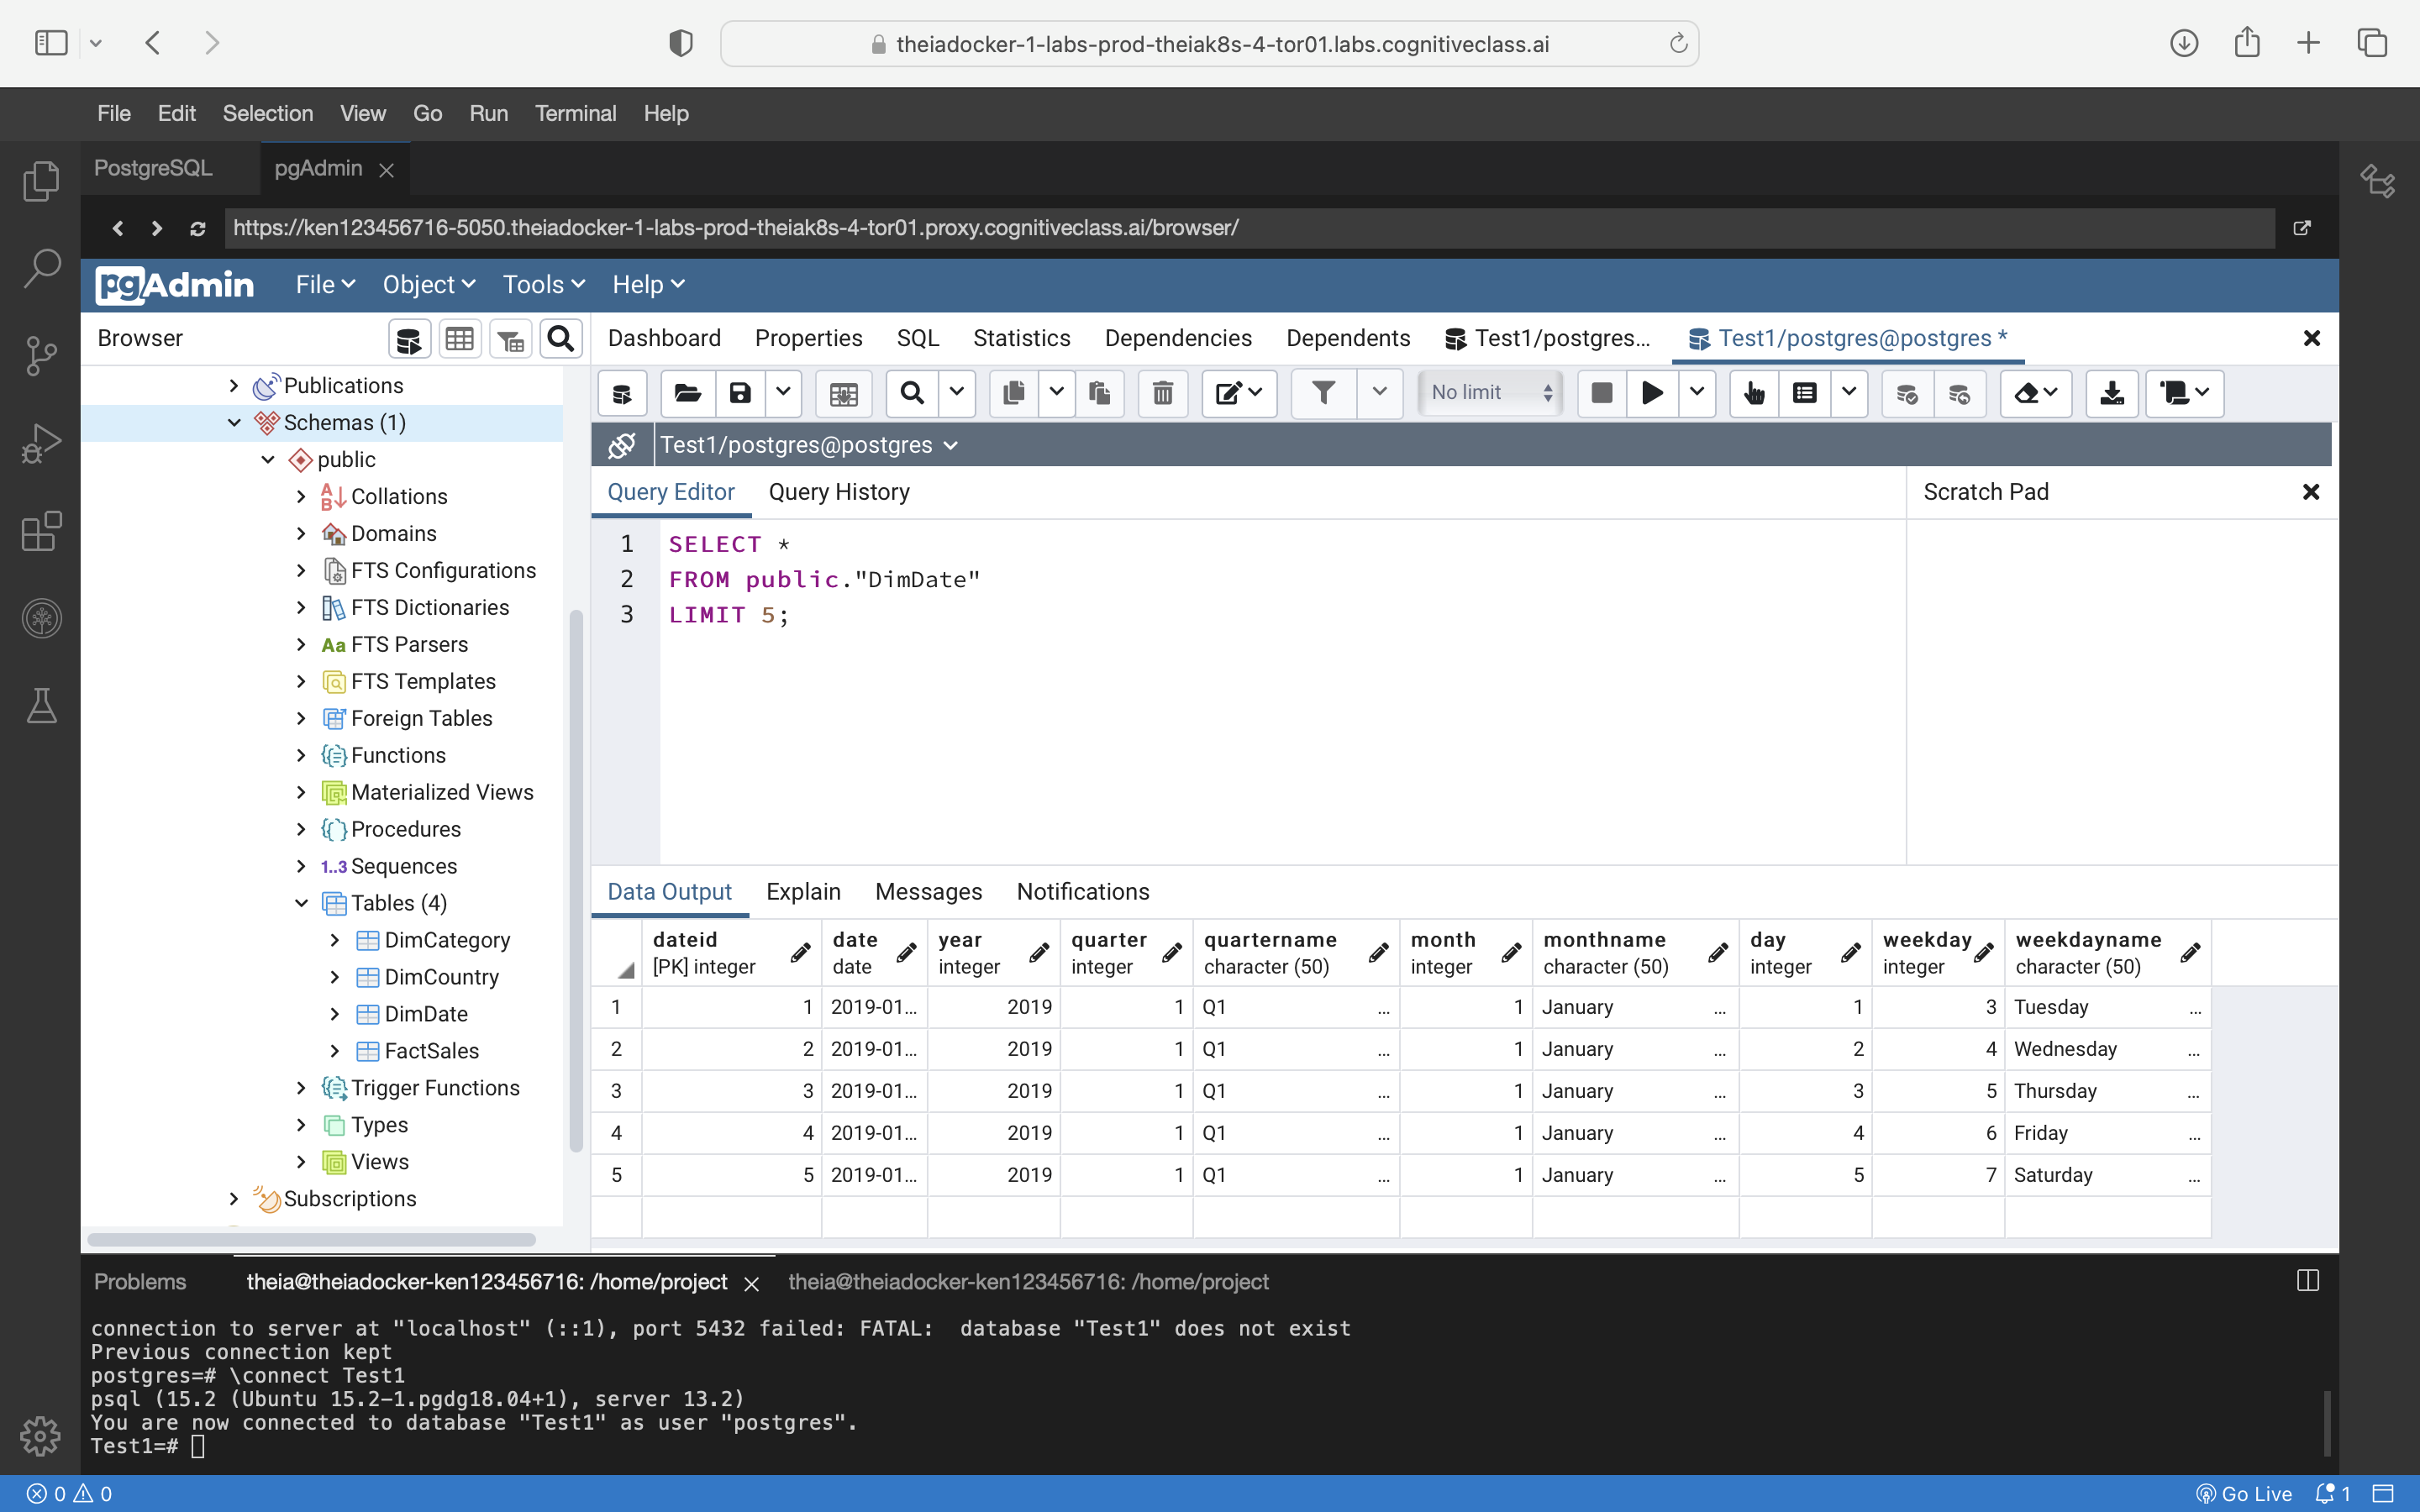 theiadocker-1-labs-prod-theiak8s-4-tor01.labs.cognitiveclass.ai
File Edit Selection View Go Run Terminal Help
PostgreSQL pgAdmin
https://ken123456716-5050.theiadocker-1-labs-prod-theiak8s-4-tor01.proxy.cognitiveclass.ai/browser/
pgAdmin File Object Tools Help
Browser
Dashboard Properties SQL Statistics Dependencies Dependents Test1/postgres... Test1/postgres@postgres *
No limit
Test1/postgres@postgres
Query Editor Query History
Scratch Pad
Publications
Schemas (1)
public
Collations
Domains
FTS Configurations
FTS Dictionaries
Aa FTS Parsers
FTS Templates
Foreign Tables
Functions
Materialized Views
Procedures
1..3 Sequences
Tables (4)
DimCategory
DimCountry
DimDate
FactSales
Trigger Functions
Types
Views
Subscriptions
1 SELECT *
2 FROM public."DimDate"
3 LIMIT 5;
Data Output Explain Messages Notifications
dateid date year quarter quartername month monthname day weekday weekdayname
[PK] integer date integer integer character (50) integer character (50) integer integer character (50)
1 1 2019-01... 2019 1 Q1 ... 1 January ... 1 3 Tuesday ...
2 2 2019-01... 2019 1 Q1 ... 1 January ... 2 4 Wednesday ...
3 3 2019-01... 2019 1 Q1 ... 1 January ... 3 5 Thursday ...
4 4 2019-01... 2019 1 Q1 ... 1 January ... 4 6 Friday ...
5 5 2019-01... 2019 1 Q1 ... 1 January ... 5 7 Saturday ...
Problems theia@theiadocker-ken123456716: /home/project theia@theiadocker-ken123456716: /home/project
connection to server at "localhost" (::1), port 5432 failed: FATAL:  database "Test1" does not exist
Previous connection kept
postgres=# \connect Test1
psql (15.2 (Ubuntu 15.2-1.pgdg18.04+1), server 13.2)
You are now connected to database "Test1" as user "postgres".
Test1=#
0 0 Go Live 1